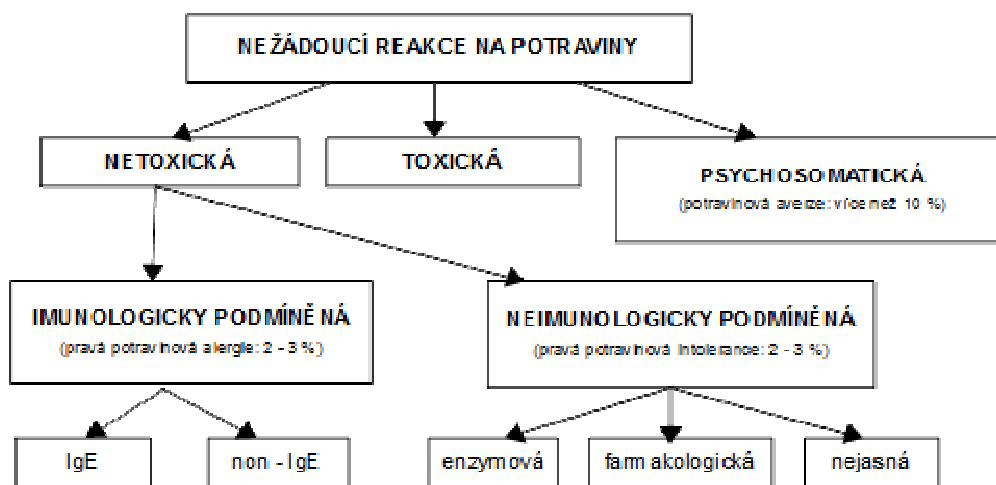 NEŽÁDOUCÍ REAKCE NA POTRAVINY
NETOXICKÁ
TOXICKÁ
PSYCHOSOMATICKÁ
(potravinová averze: více než 10 %)
IMUNOLOGICKY PODMÍNĚNÁ
(pravá potravinová alergie: 2 - 3 %)
NEIMUNOLOGICKY PODMÍNĚNÁ
(pravá potravinová intolerance: 2 - 3 %)
IgE
non - IgE
enzymová
farmakologická
nejasná